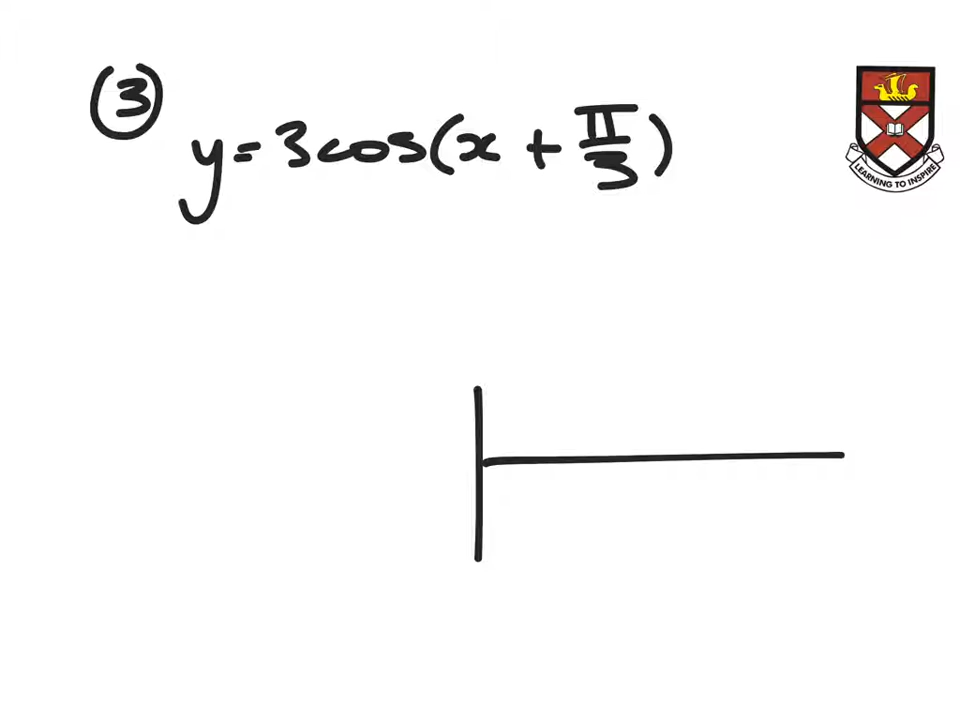 (3)
y = 3cos(x + π/3)
LEARNING TO INSPIRE